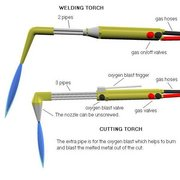 WELDING TORCH
2 pipes
gas hoses
gas on/off valves
oxygen blast trigger
gas hoses
3 pipes
oxygen blast valve
gas valves
The nozzle can be unscrewed.
CUTTING TORCH
The extra pipe is for the oxygen blast which helps to burn
and blast the melted metal out of the cut.